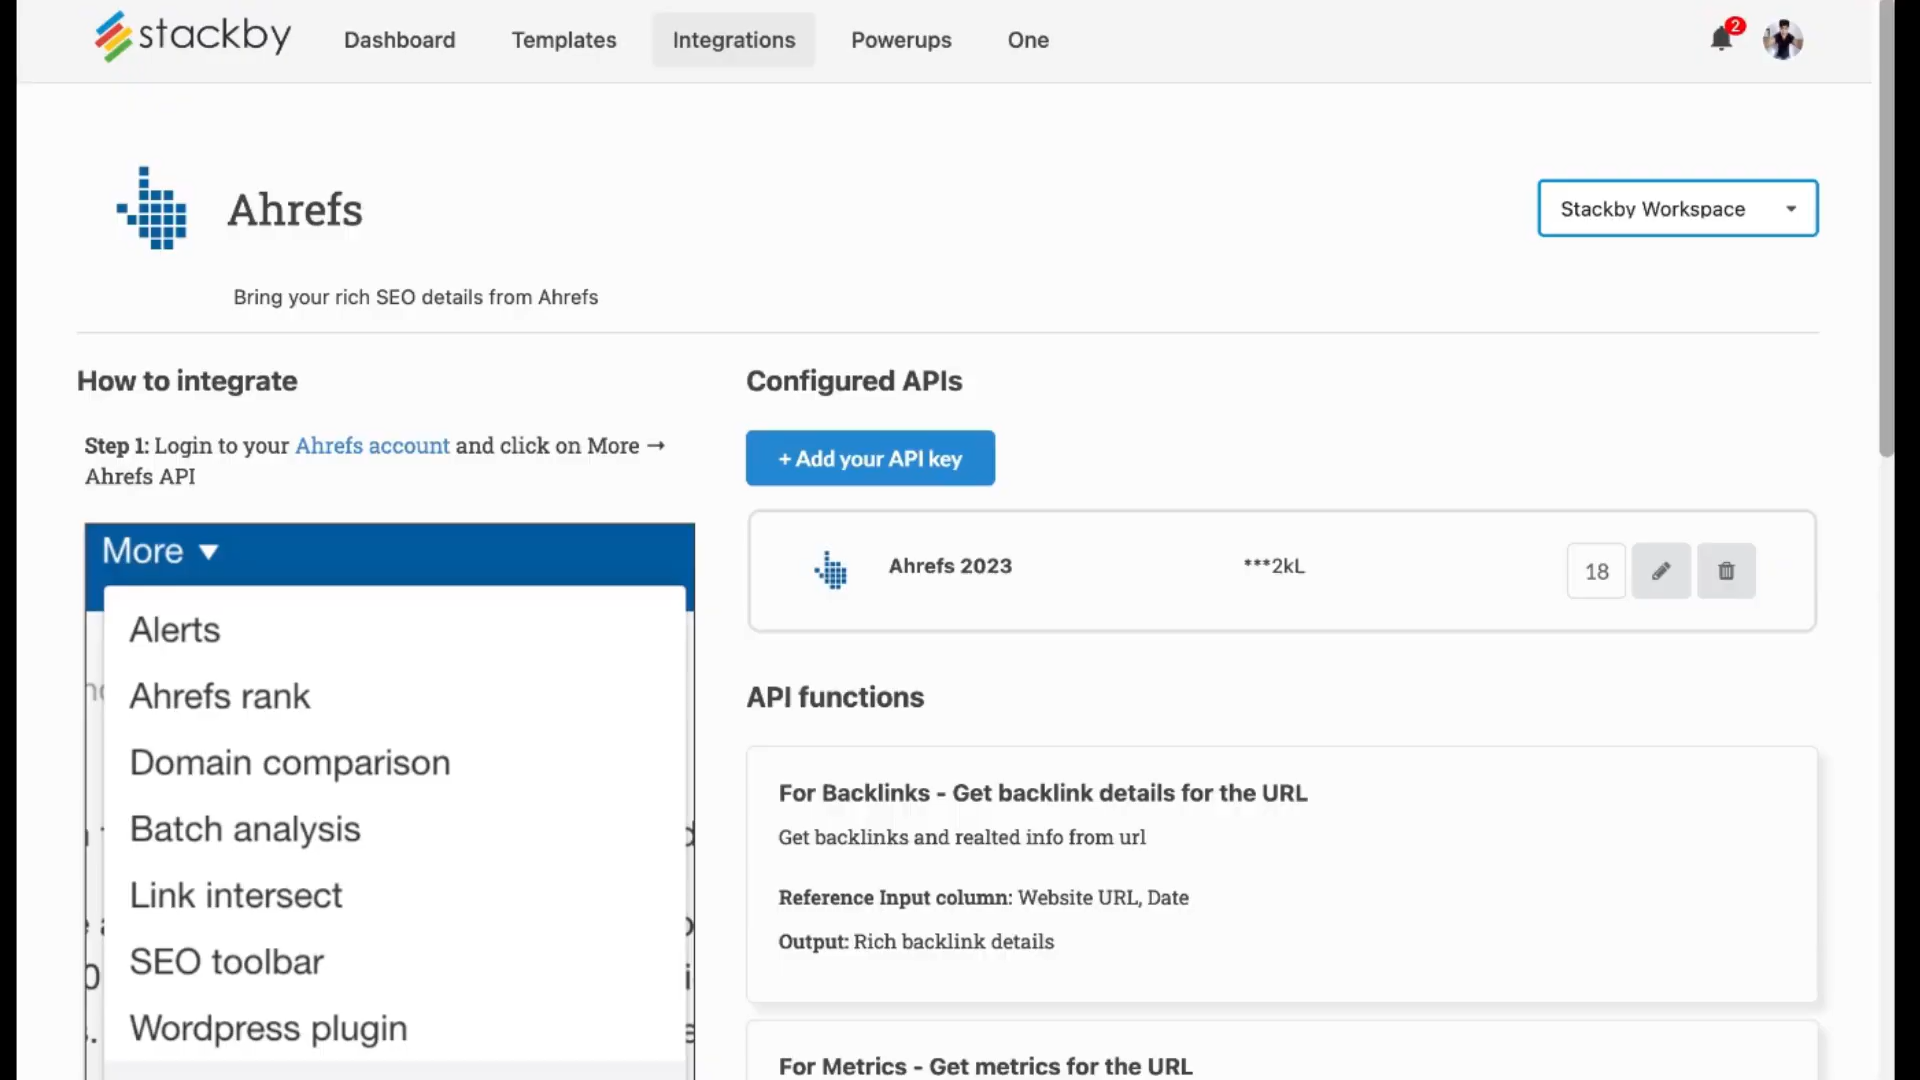 stackby
Dashboard
Templates
Integrations
Powerups
One
2
Ahrefs
Stackby Workspace
Bring your rich SEO details from Ahrefs
How to integrate
Step 1: Login to your Ahrefs account and click on More →
Ahrefs API
More ▼
Alerts
Ahrefs rank
Domain comparison
Batch analysis
Link intersect
SEO toolbar
Wordpress plugin
Configured APIs
+ Add your API key
Ahrefs 2023
***2kL
18
API functions
For Backlinks - Get backlink details for the URL
Get backlinks and realted info from url
Reference Input column: Website URL, Date
Output: Rich backlink details
For Metrics - Get metrics for the URL